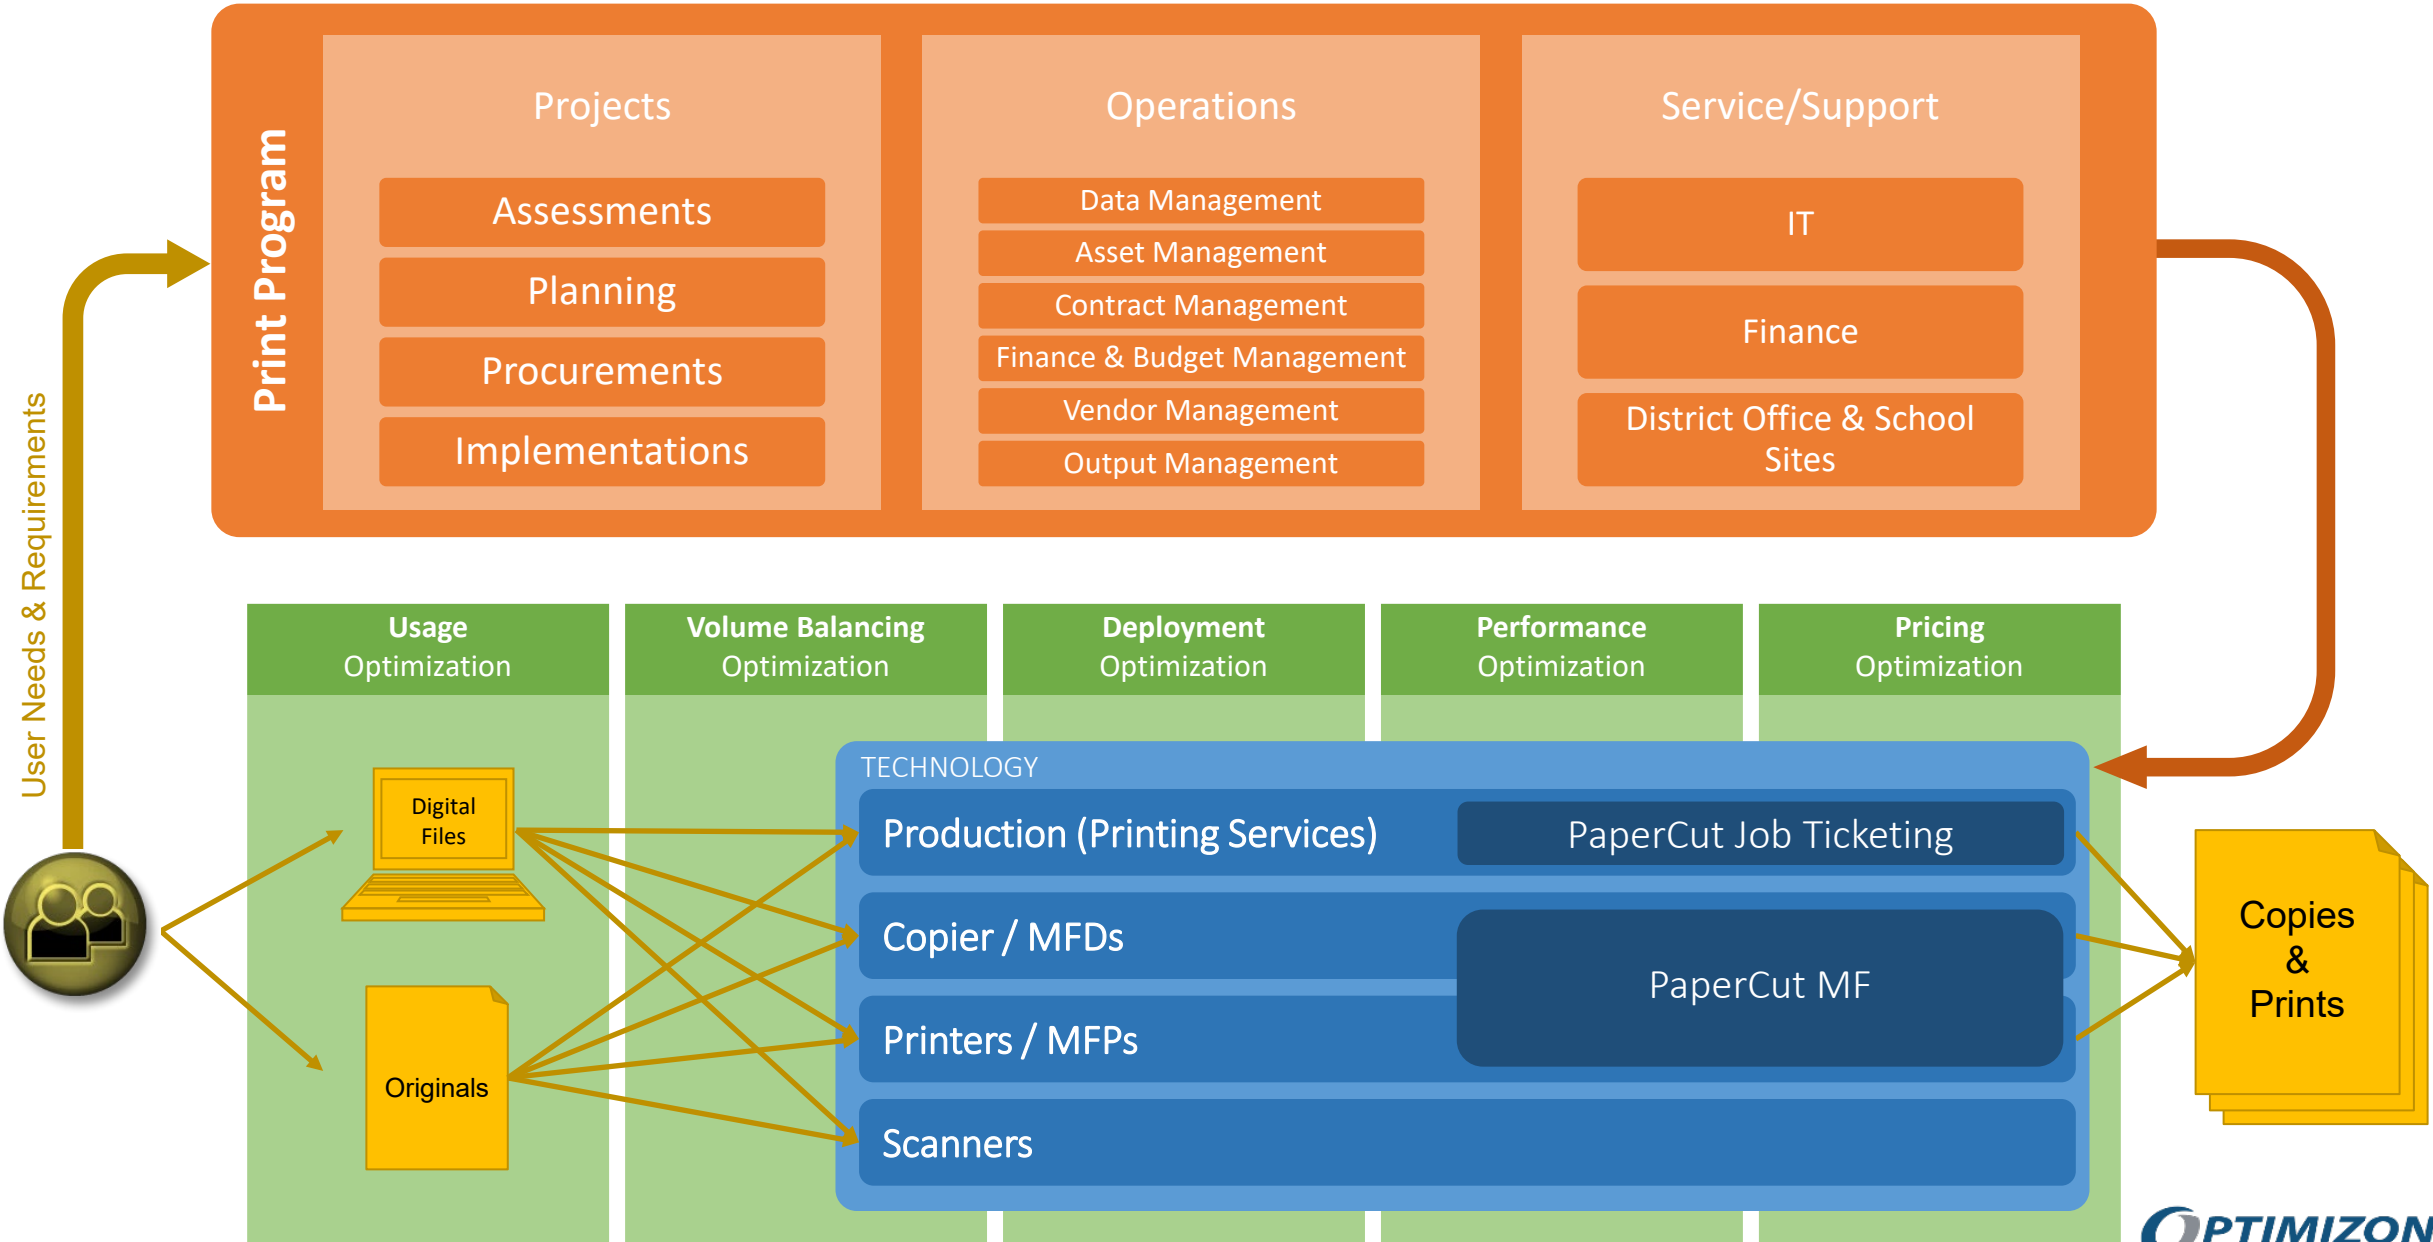 Print Program
Projects
Assessments
Planning
Procurements
Implementations
Operations
Data Management
Asset Management
Contract Management
Finance & Budget Management
Vendor Management
Output Management
Service/Support
IT
Finance
District Office & School
Sites
User Needs & Requirements
Usage
Optimization
Volume Balancing
Optimization
Deployment
Optimization
Performance
Optimization
Pricing
Optimization
Digital
Files
Originals
TECHNOLOGY
Production (Printing Services)
PaperCut Job Ticketing
Copier / MFDs
PaperCut MF
Printers / MFPs
Scanners
Copies
&
Prints
OPTIMIZON